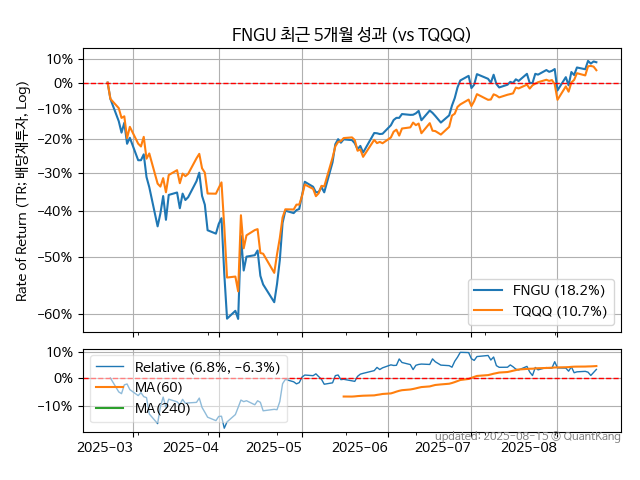 FNGU 최근 5개월 성과 (vs TQQQ)
10%
0%
−10%
−20%
−30%
−40%
−50%
−60%
Rate of Return (TR: 배당재투자, Log)
FNGU (18.2%)
TQQQ (10.7%)
10%
0%
−10%
Relative (6.8%, −6.3%)
MA(60)
MA(240)
2025−03 2025−04 2025−05 2025−06 2025−07 2025−08
updated: 2025−08−15 © QuantKang